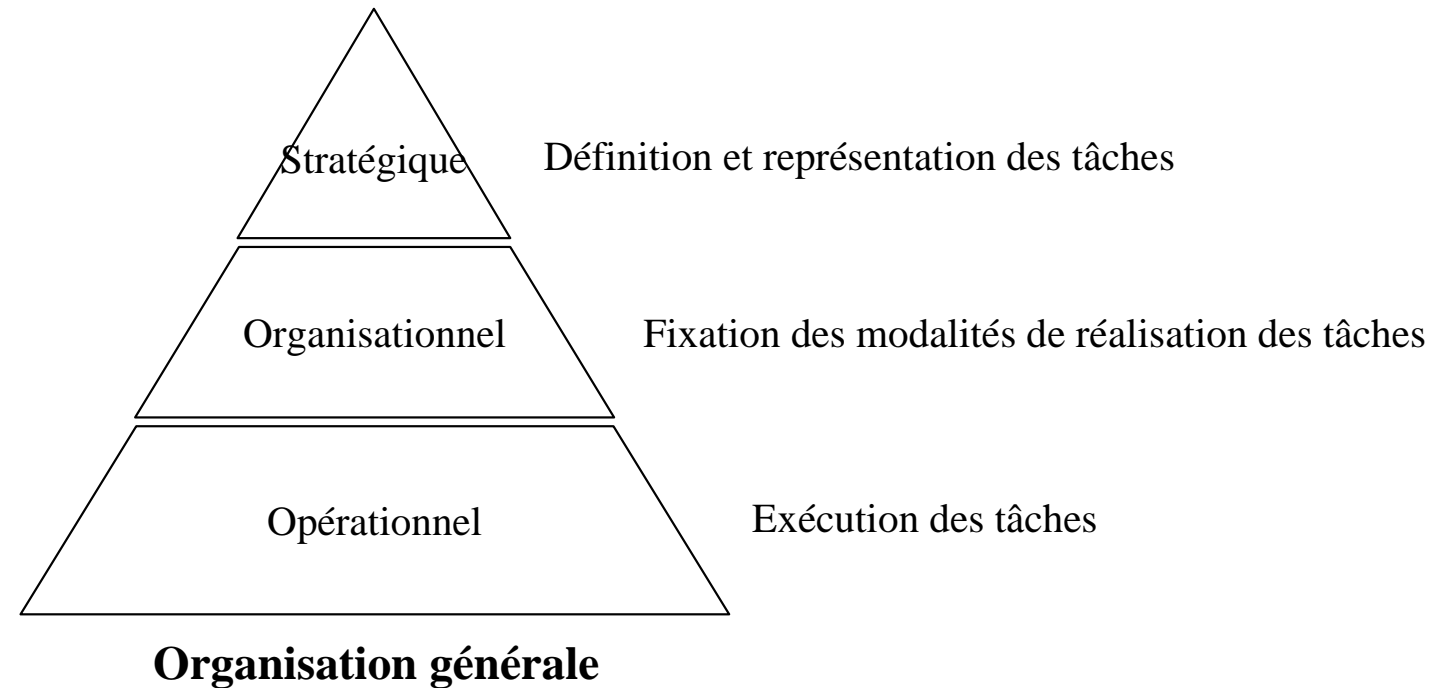 Stratégique
Définition et représentation des tâches
Organisationnel
Fixation des modalités de réalisation des tâches
Opérationnel
Exécution des tâches
Organisation générale